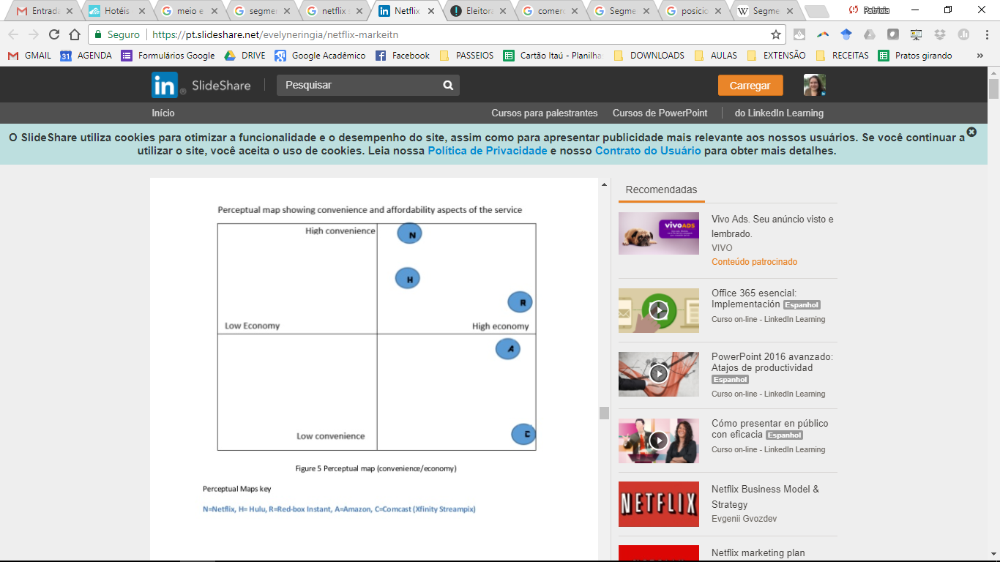 Entrada
Hotéis
meio e
segmen
netflix
Netflix
Eleitora
comerc
Segme
posicio
Segme
Patricia
Seguro
https://pt.slideshare.net/evelyneringia/netflix-markeitn
GMAIL
AGENDA
Formulários Google
DRIVE
Google Acadêmico
Facebook
PASSEIOS
Cartão Itaú - Planilha
DOWNLOADS
AULAS
EXTENSÃO
RECEITAS
Pratos girando
»
in SlideShare
Pesquisar
Carregar
Início
Cursos para palestrantes
Cursos de PowerPoint
do LinkedIn Learning
O SlideShare utiliza cookies para otimizar a funcionalidade e o desempenho do site, assim como para apresentar publicidade mais relevante aos nossos usuários. Se você continuar a
utilizar o site, você aceita o uso de cookies. Leia nossa Política de Privacidade e nosso Contrato do Usuário para obter mais detalhes.
Perceptual map showing convenience and affordability aspects of the service
High convenience
N
H
R
Low Economy
High economy
A
Low convenience
C
Figure 5 Perceptual map (convenience/economy)
Perceptual Maps key
N=Netflix, H= Hulu, R=Red-box Instant, A=Amazon, C=Comcast (Xfinity Streampix)
Recomendadas
vivo ADS
Vivo Ads. Seu anúncio visto e
lembrado.
VIVO
Conteúdo patrocinado
Office 365 esencial:
Implementación Espanhol
Curso on-line - LinkedIn Learning
PowerPoint 2016 avanzado:
Atajos de productividad
Espanhol
Curso on-line - LinkedIn Learning
Cómo presentar en público
con eficacia Espanhol
Curso on-line - LinkedIn Learning
NETFLIX
Netflix Business Model &
Strategy
Evgenii Gvozdev
Netflix marketing plan